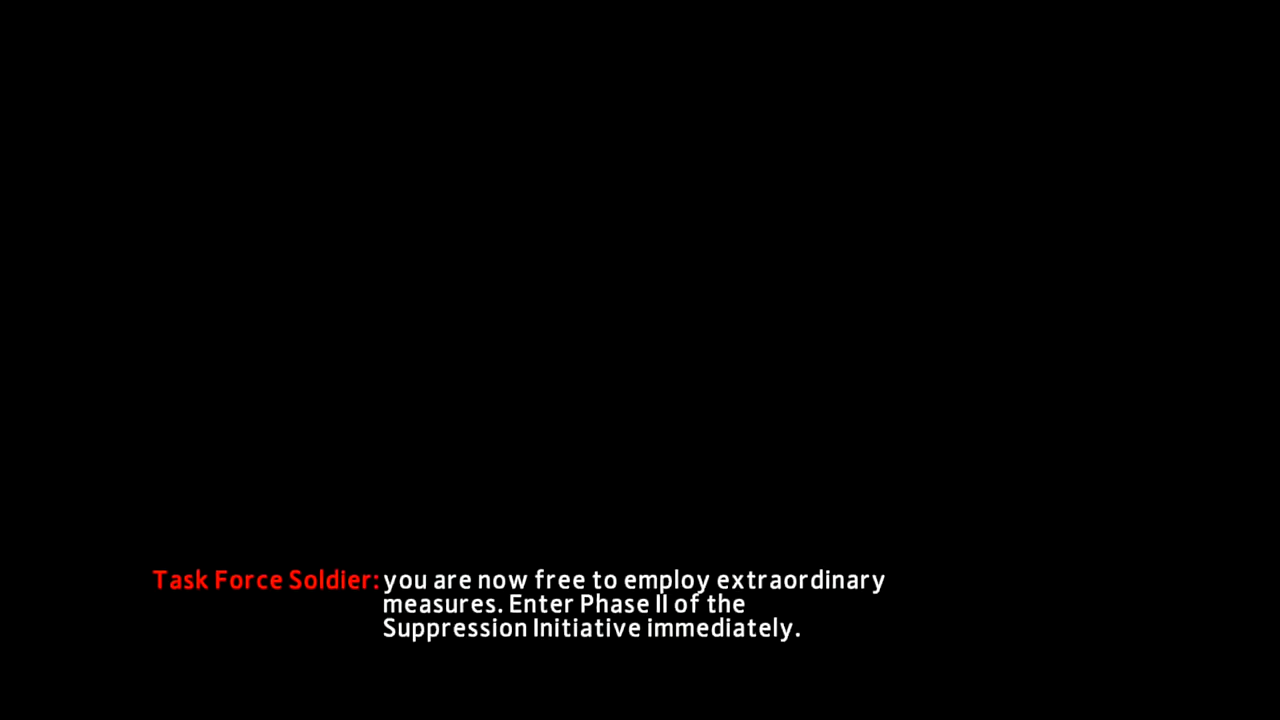 Task Force Soldier: you are now free to employ extraordinary
measures. Enter Phase II of the
Suppression Initiative immediately.